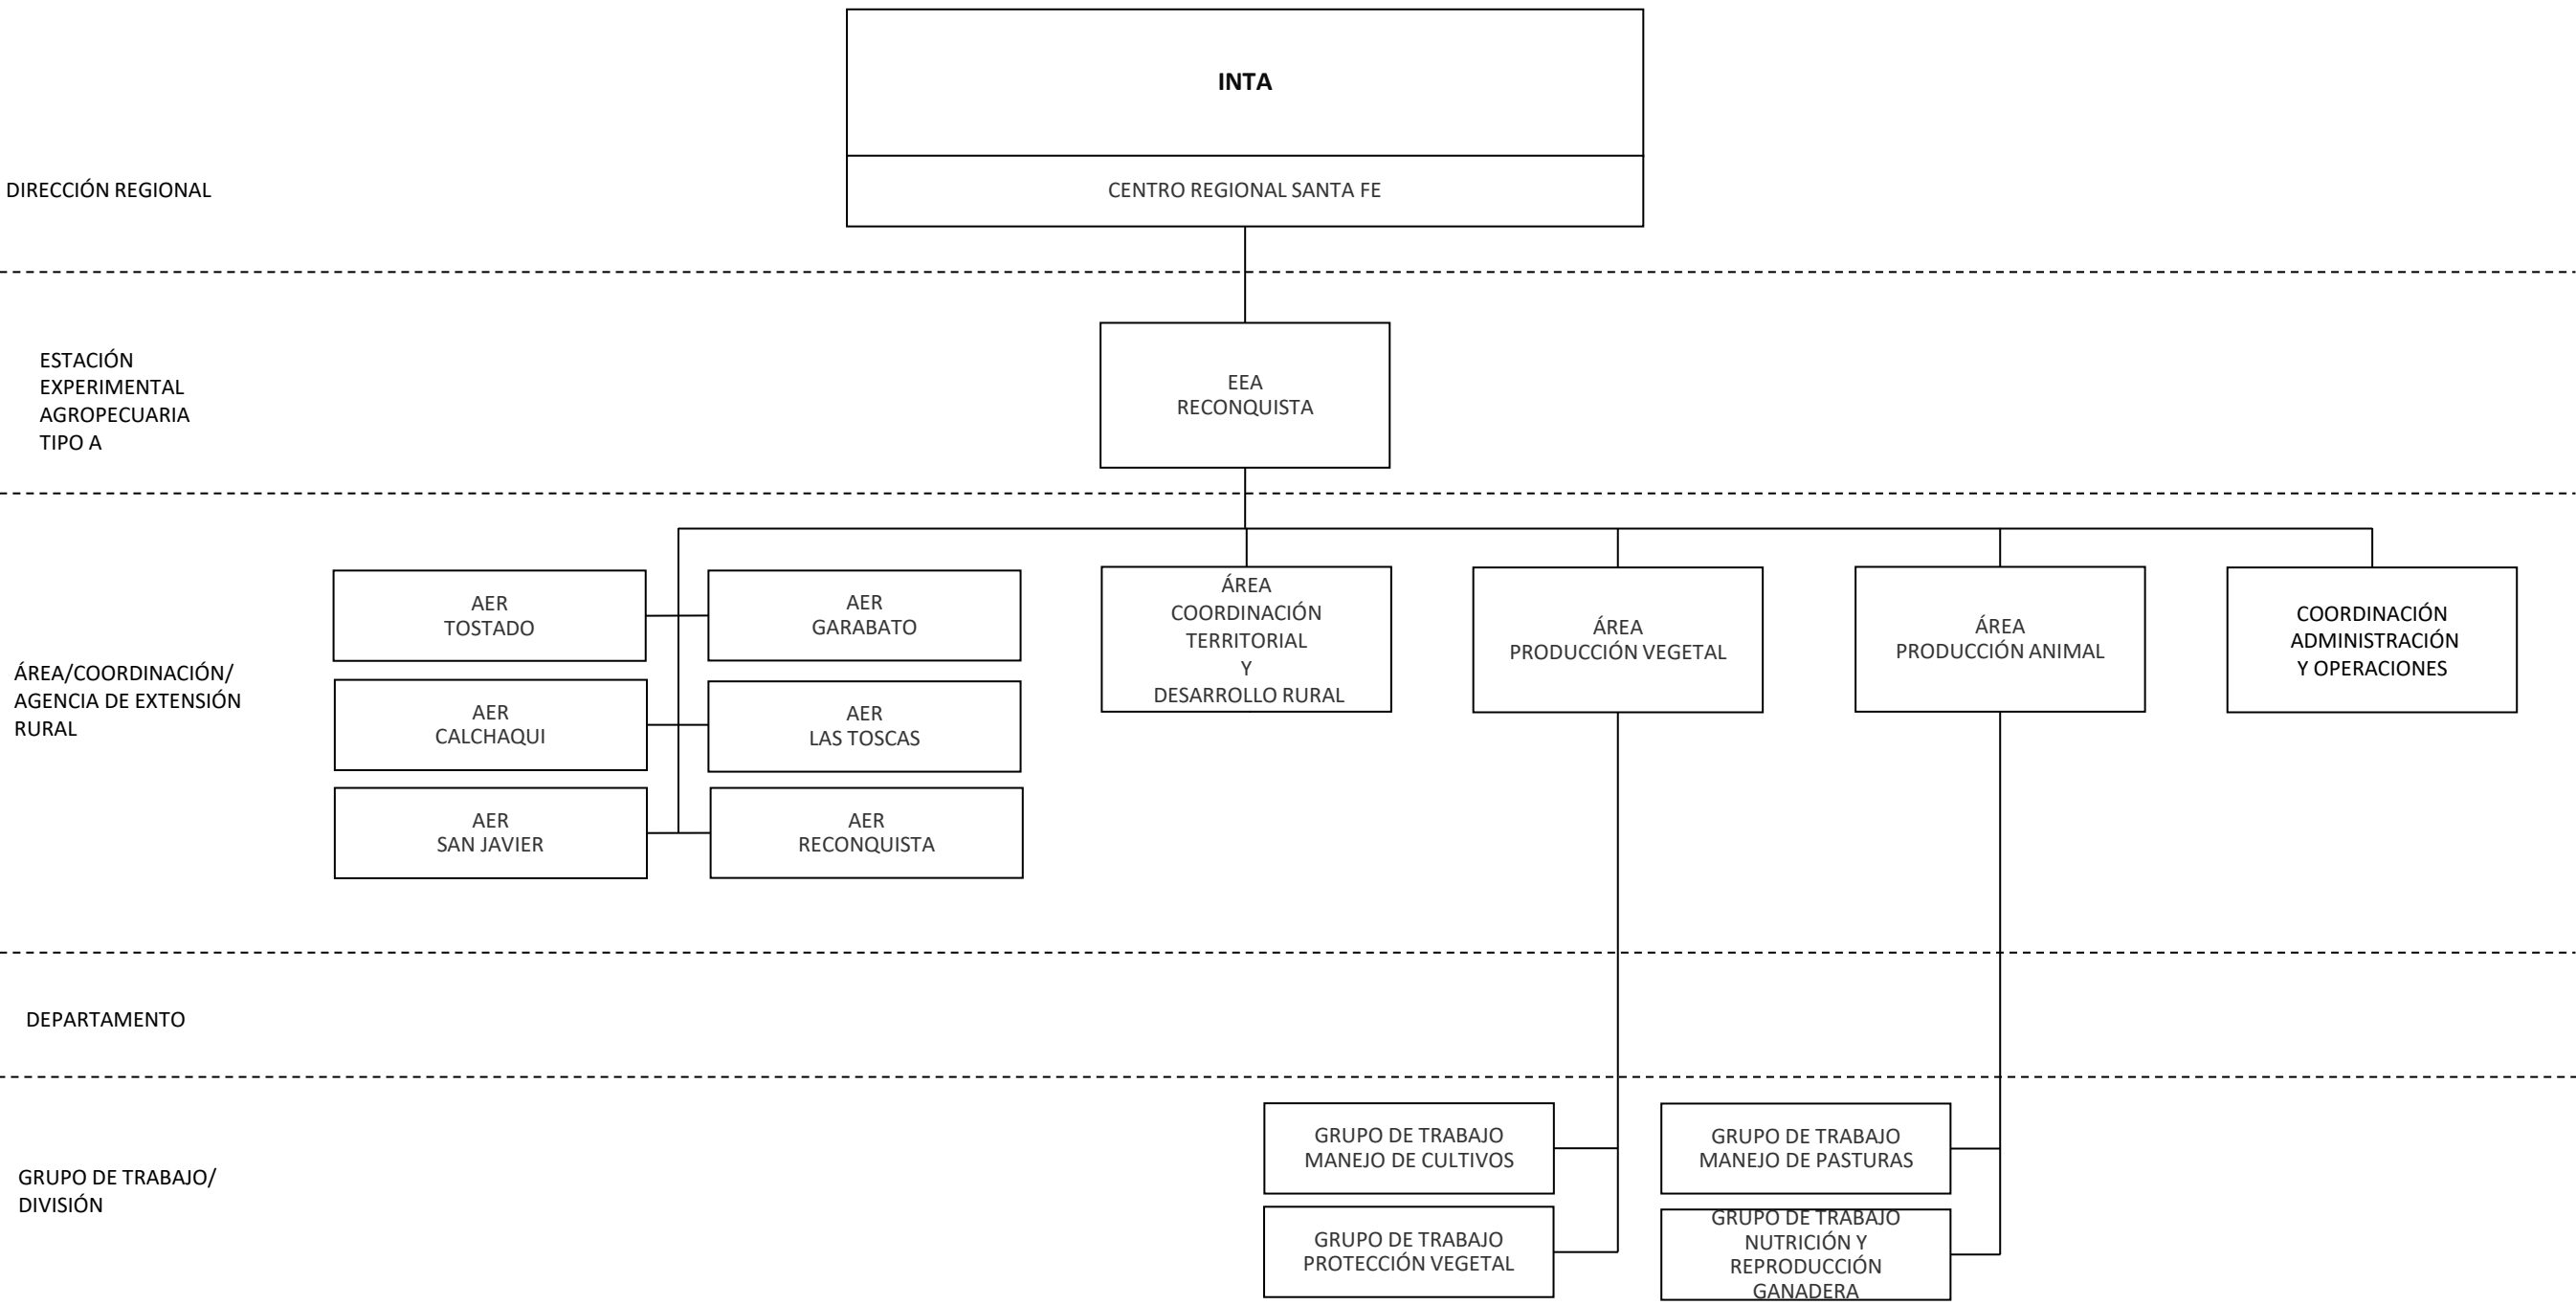 INTA
DIRECCIÓN REGIONAL
CENTRO REGIONAL SANTA FE
ESTACIÓN
EXPERIMENTAL
AGROPECUARIA
TIPO A
EEA
RECONQUISTA
ÁREA/COORDINACIÓN/
AGENCIA DE EXTENSIÓN
RURAL
AER
TOSTADO
AER
GARABATO
AER
CALCHAQUI
AER
LAS TOSCAS
AER
SAN JAVIER
AER
RECONQUISTA
ÁREA
COORDINACIÓN
TERRITORIAL
Y
DESARROLLO RURAL
ÁREA
PRODUCCIÓN VEGETAL
ÁREA
PRODUCCIÓN ANIMAL
COORDINACIÓN
ADMINISTRACIÓN
Y OPERACIONES
DEPARTAMENTO
GRUPO DE TRABAJO/
DIVISIÓN
GRUPO DE TRABAJO
MANEJO DE CULTIVOS
GRUPO DE TRABAJO
PROTECCIÓN VEGETAL
GRUPO DE TRABAJO
MANEJO DE PASTURAS
GRUPO DE TRABAJO
NUTRICIÓN Y
REPRODUCCIÓN
GANADERA